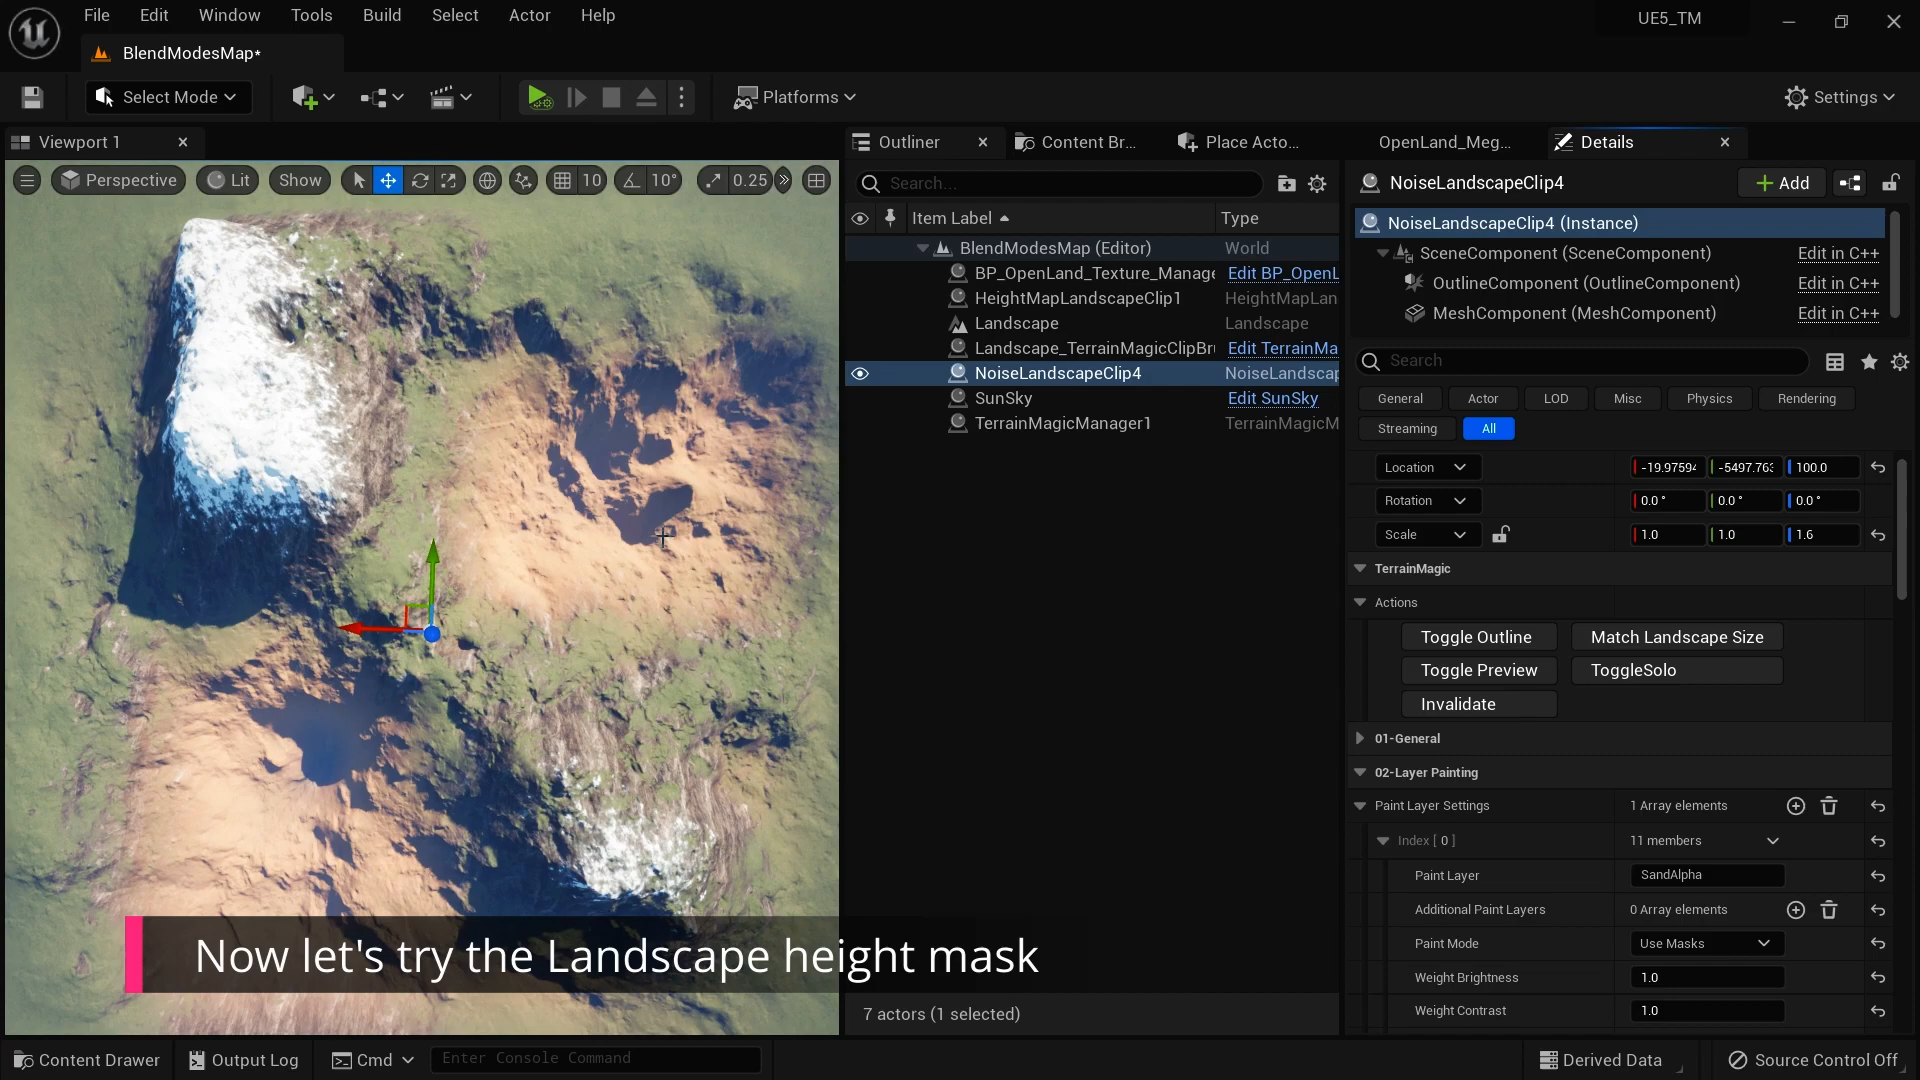 File Edit Window Tools Build Select Actor Help
UE5_TM
BlendModesMap*
Select Mode
Platforms
Settings
Viewport 1
Outliner
Content Br...
Place Acto...
OpenLand_Meg...
Details
Perspective
Lit
Show
10
10°
0.25
Search...
Item Label
Type
BlendModesMap (Editor) World
BP_OpenLand_Texture_Manage Edit BP_OpenL
HeightMapLandscapeClip1 HeightMapLan
Landscape Landscape
Landscape_TerrainMagicClipBr Edit TerrainMa
NoiseLandscapeClip4 NoiseLandscap
SunSky Edit SunSky
TerrainMagicManager1 TerrainMagicM
7 actors (1 selected)
NoiseLandscapeClip4
Add
NoiseLandscapeClip4 (Instance)
SceneComponent (SceneComponent) Edit in C++
OutlineComponent (OutlineComponent) Edit in C++
MeshComponent (MeshComponent) Edit in C++
Search
General Actor LOD Misc Physics Rendering
Streaming All
Location -19.97594 -5497.763 100.0
Rotation 0.0 ° 0.0 ° 0.0 °
Scale 1.0 1.0 1.6
TerrainMagic
Actions
Toggle Outline Match Landscape Size
Toggle Preview ToggleSolo
Invalidate
01-General
02-Layer Painting
Paint Layer Settings 1 Array elements
Index [ 0 ] 11 members
Paint Layer SandAlpha
Additional Paint Layers 0 Array elements
Paint Mode Use Masks
Weight Brightness 1.0
Weight Contrast 1.0
Now let's try the Landscape height mask
Content Drawer Output Log Cmd Enter Console Command Derived Data Source Control Off